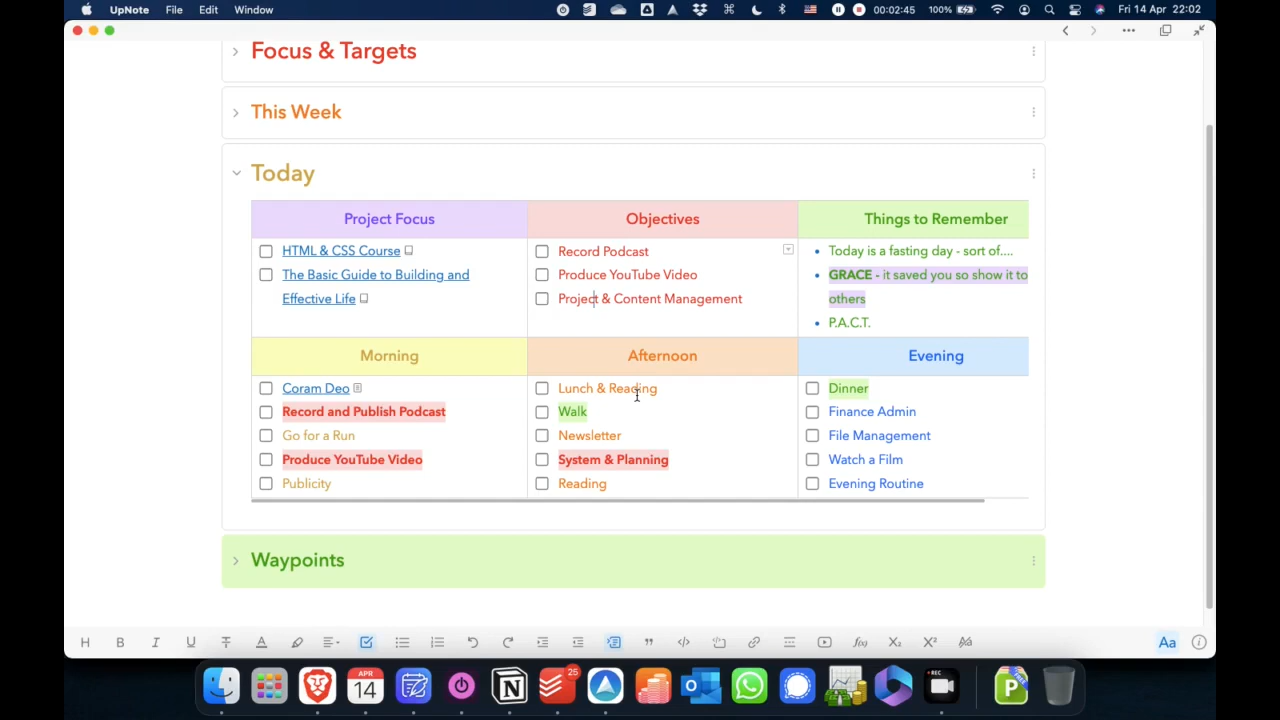 UpNote File Edit Window 00:02:45 100% Fri 14 Apr 22:02
Focus & Targets
This Week
Today
Project Focus Objectives Things to Remember
HTML & CSS Course Record Podcast Today is a fasting day - sort of....
The Basic Guide to Building and Produce YouTube Video GRACE - it saved you so show it to
Effective Life Project & Content Management others
P.A.C.T.
Morning Afternoon Evening
Coram Deo Lunch & Reading Dinner
Record and Publish Podcast Walk Finance Admin
Go for a Run Newsletter File Management
Produce YouTube Video System & Planning Watch a Film
Publicity Reading Evening Routine
Waypoints
H B I U T A f(x) X₂ X² Aa
APR 14 N 25 REC P